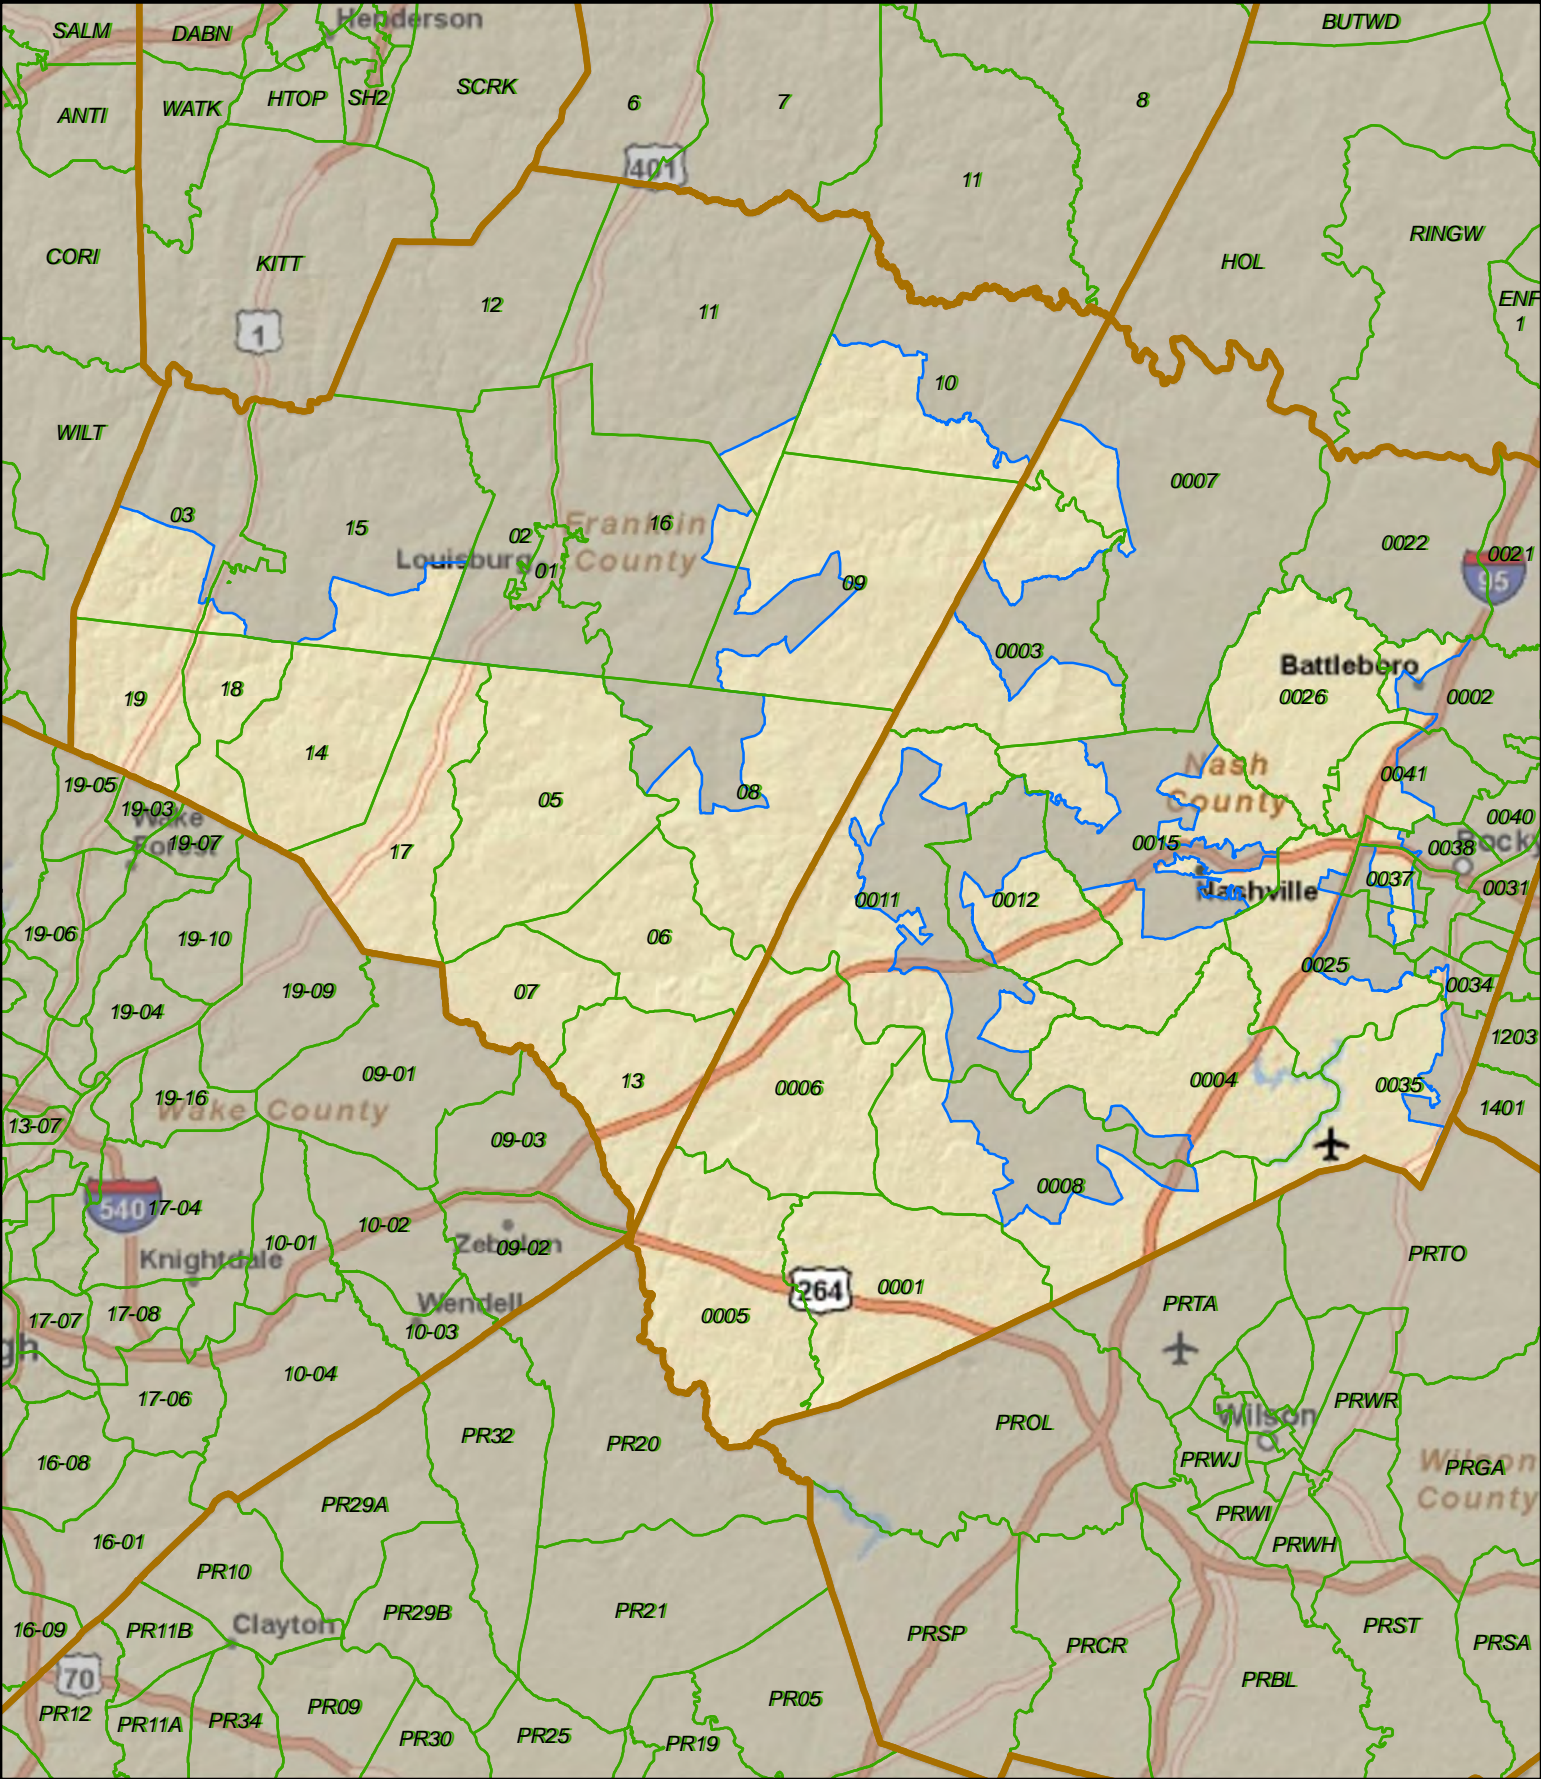 SALM
DABN
Henderson
BUTWD
ANTI
WATK
HTOP
SH2
SCRK
6
7
8
401
11
CORI
KITT
HOL
RINGW
ENF
1
1
12
11
10
WILT
0007
03
15
02
01
Louisburg
Franklin
County
16
09
0022
0021
95
0003
Battleboro
0026
0002
19
18
14
17
05
08
Nash
County
0041
0040
19-05
19-03
Wake
Forest
19-07
0015
0038
Rocky
Nashville
0037
0031
0011
0012
19-06
19-10
06
0025
0034
19-09
07
19-04
1203
09-01
13
0006
0004
0035
19-16
Wake County
1401
13-07
09-03
540
17-04
0008
10-01
10-02
Zebulon
09-02
Knightdale
PRTO
17-07
17-08
Wendell
10-03
264
0001
0005
PRTA
gh
10-04
17-06
PRWR
Wilson
PROL
PR32
PR20
16-08
PRWJ
Wilson
County
PRGA
PR29A
PRWI
16-01
PRWH
PR10
PR29B
PR21
16-09
PR11B
Clayton
PRSP
PRCR
PRST
PRSA
70
PRBL
PR05
PR12
PR11A
PR34
PR09
PR30
PR25
PR19